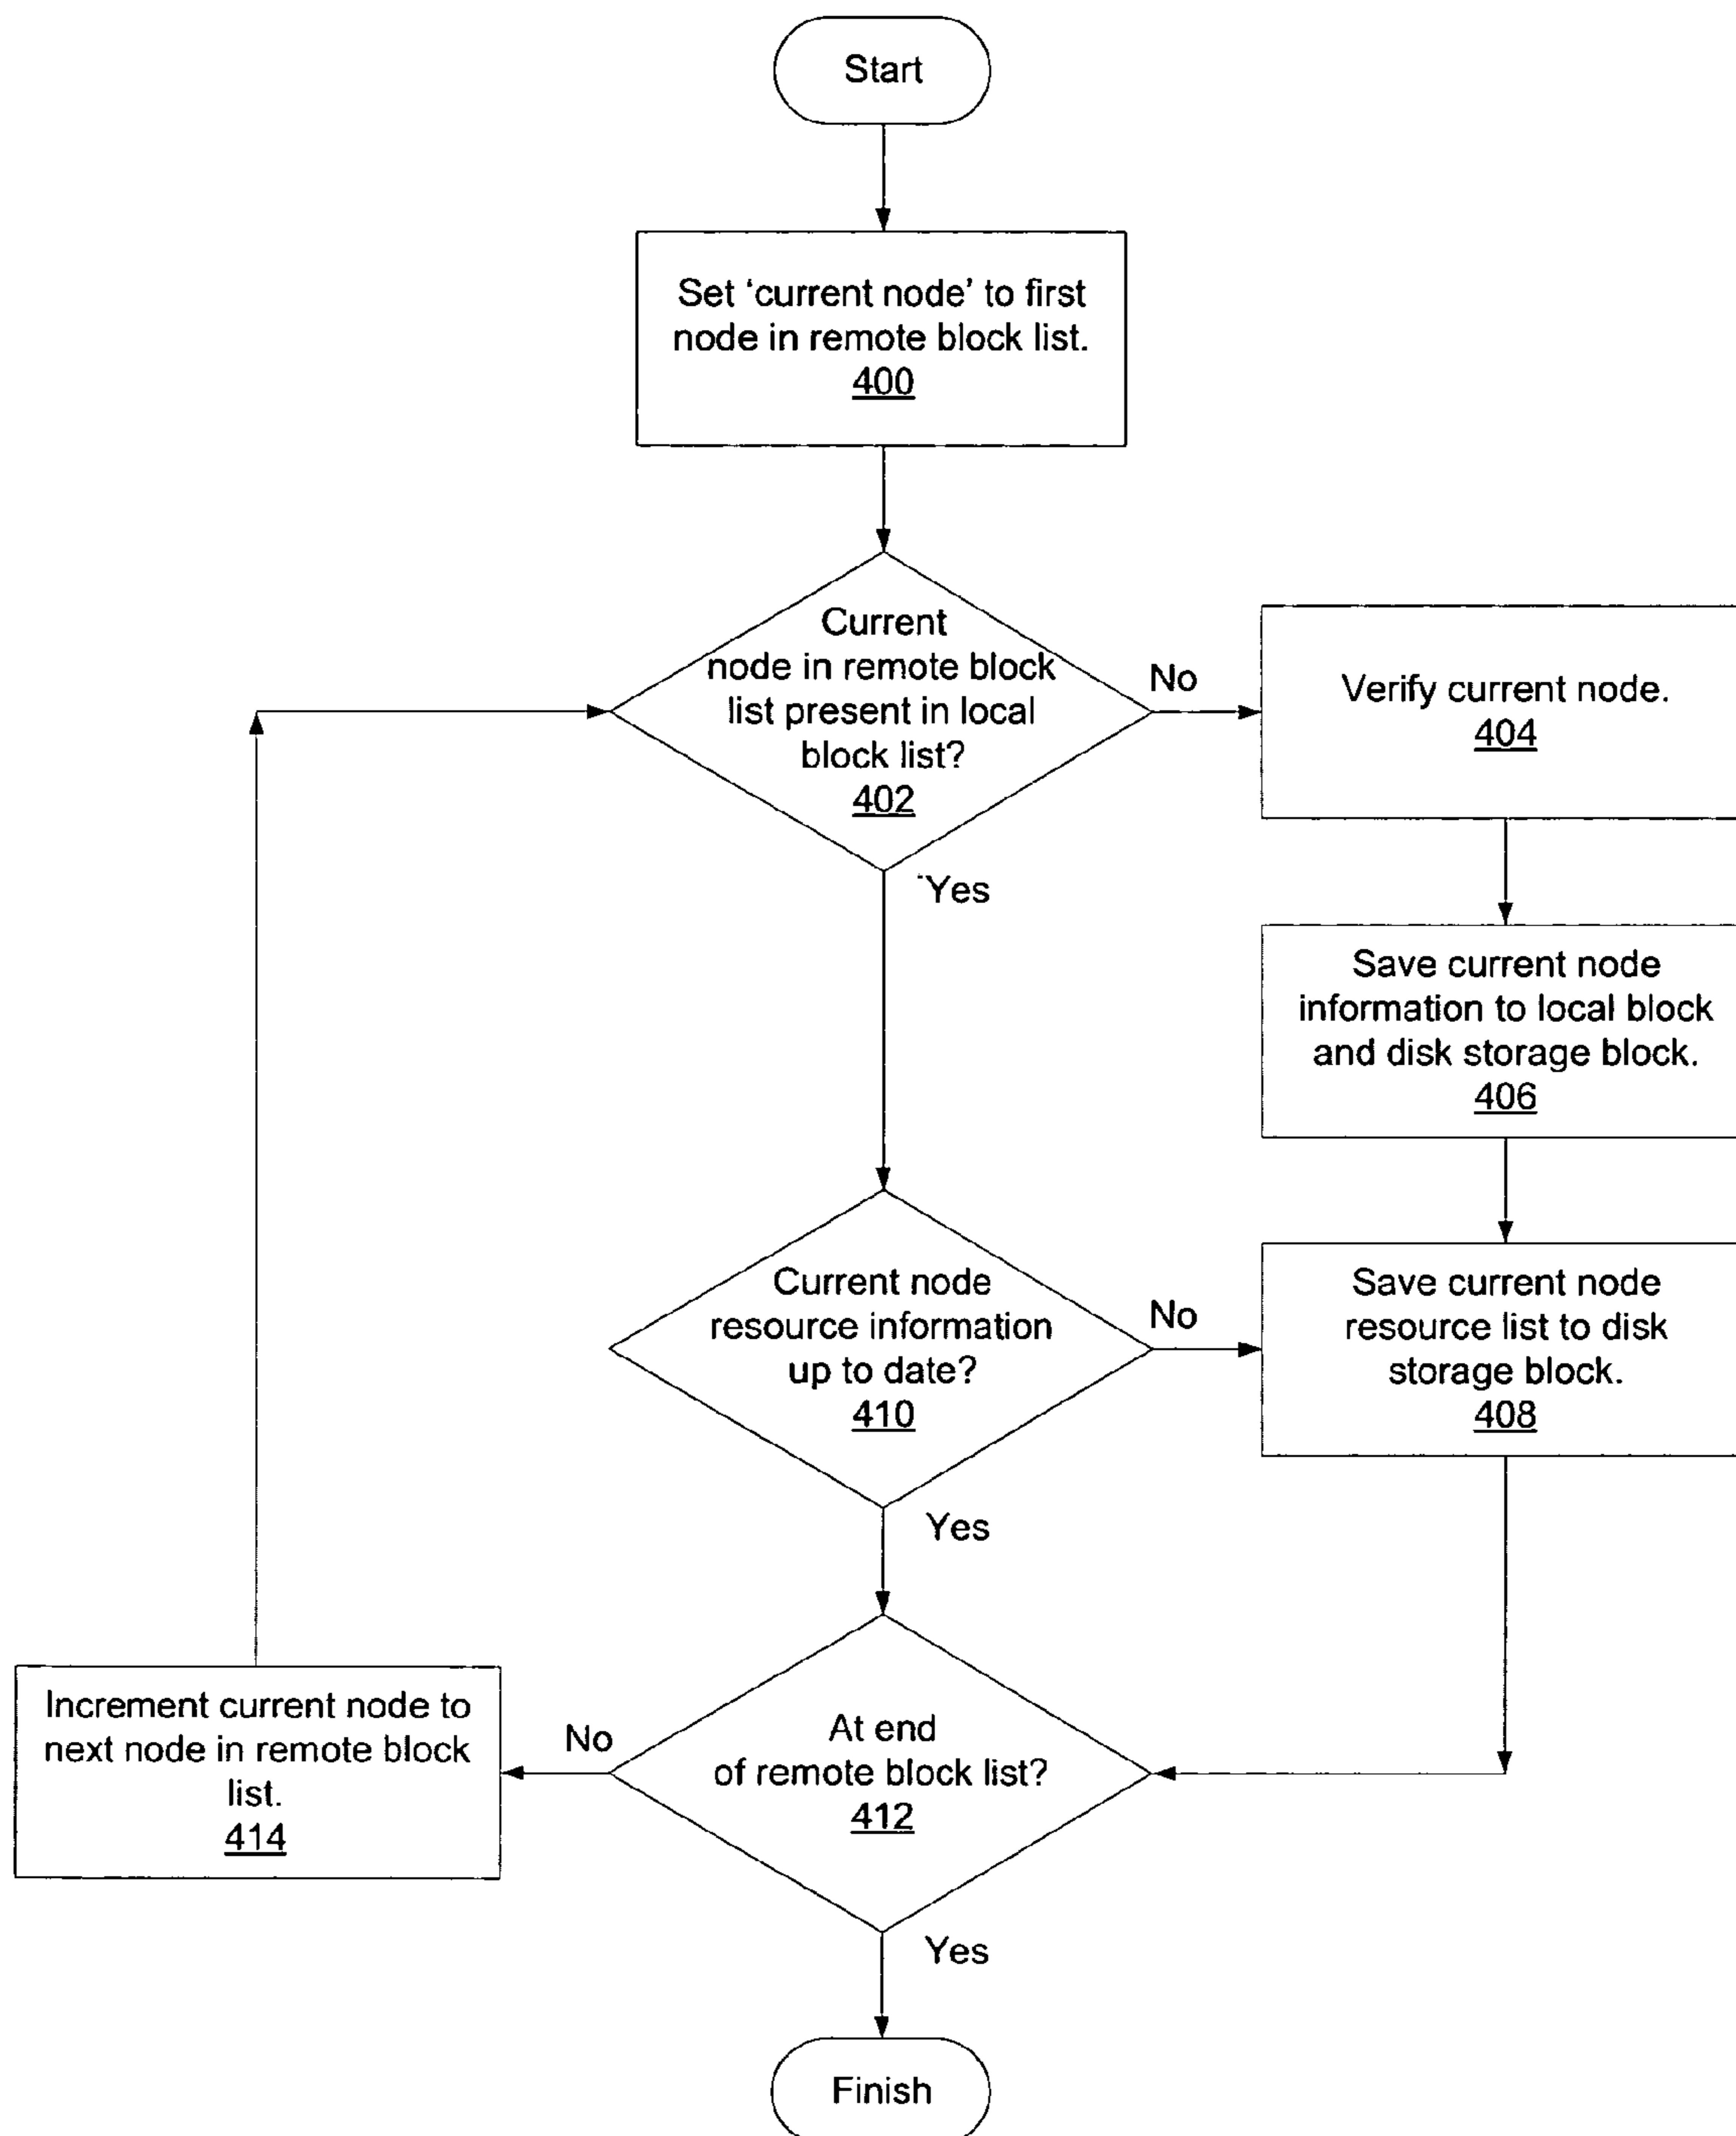 Start
Set ‘current node’ to first
node in remote block list.
400
Current
node in remote block
list present in local
block list?
402
No
Verify current node.
404
Yes
Save current node
information to local block
and disk storage block.
406
Current node
resource information
up to date?
410
No
Save current node
resource list to disk
storage block.
408
Yes
At end
of remote block list?
412
No
Increment current node to
next node in remote block
list.
414
Yes
Finish